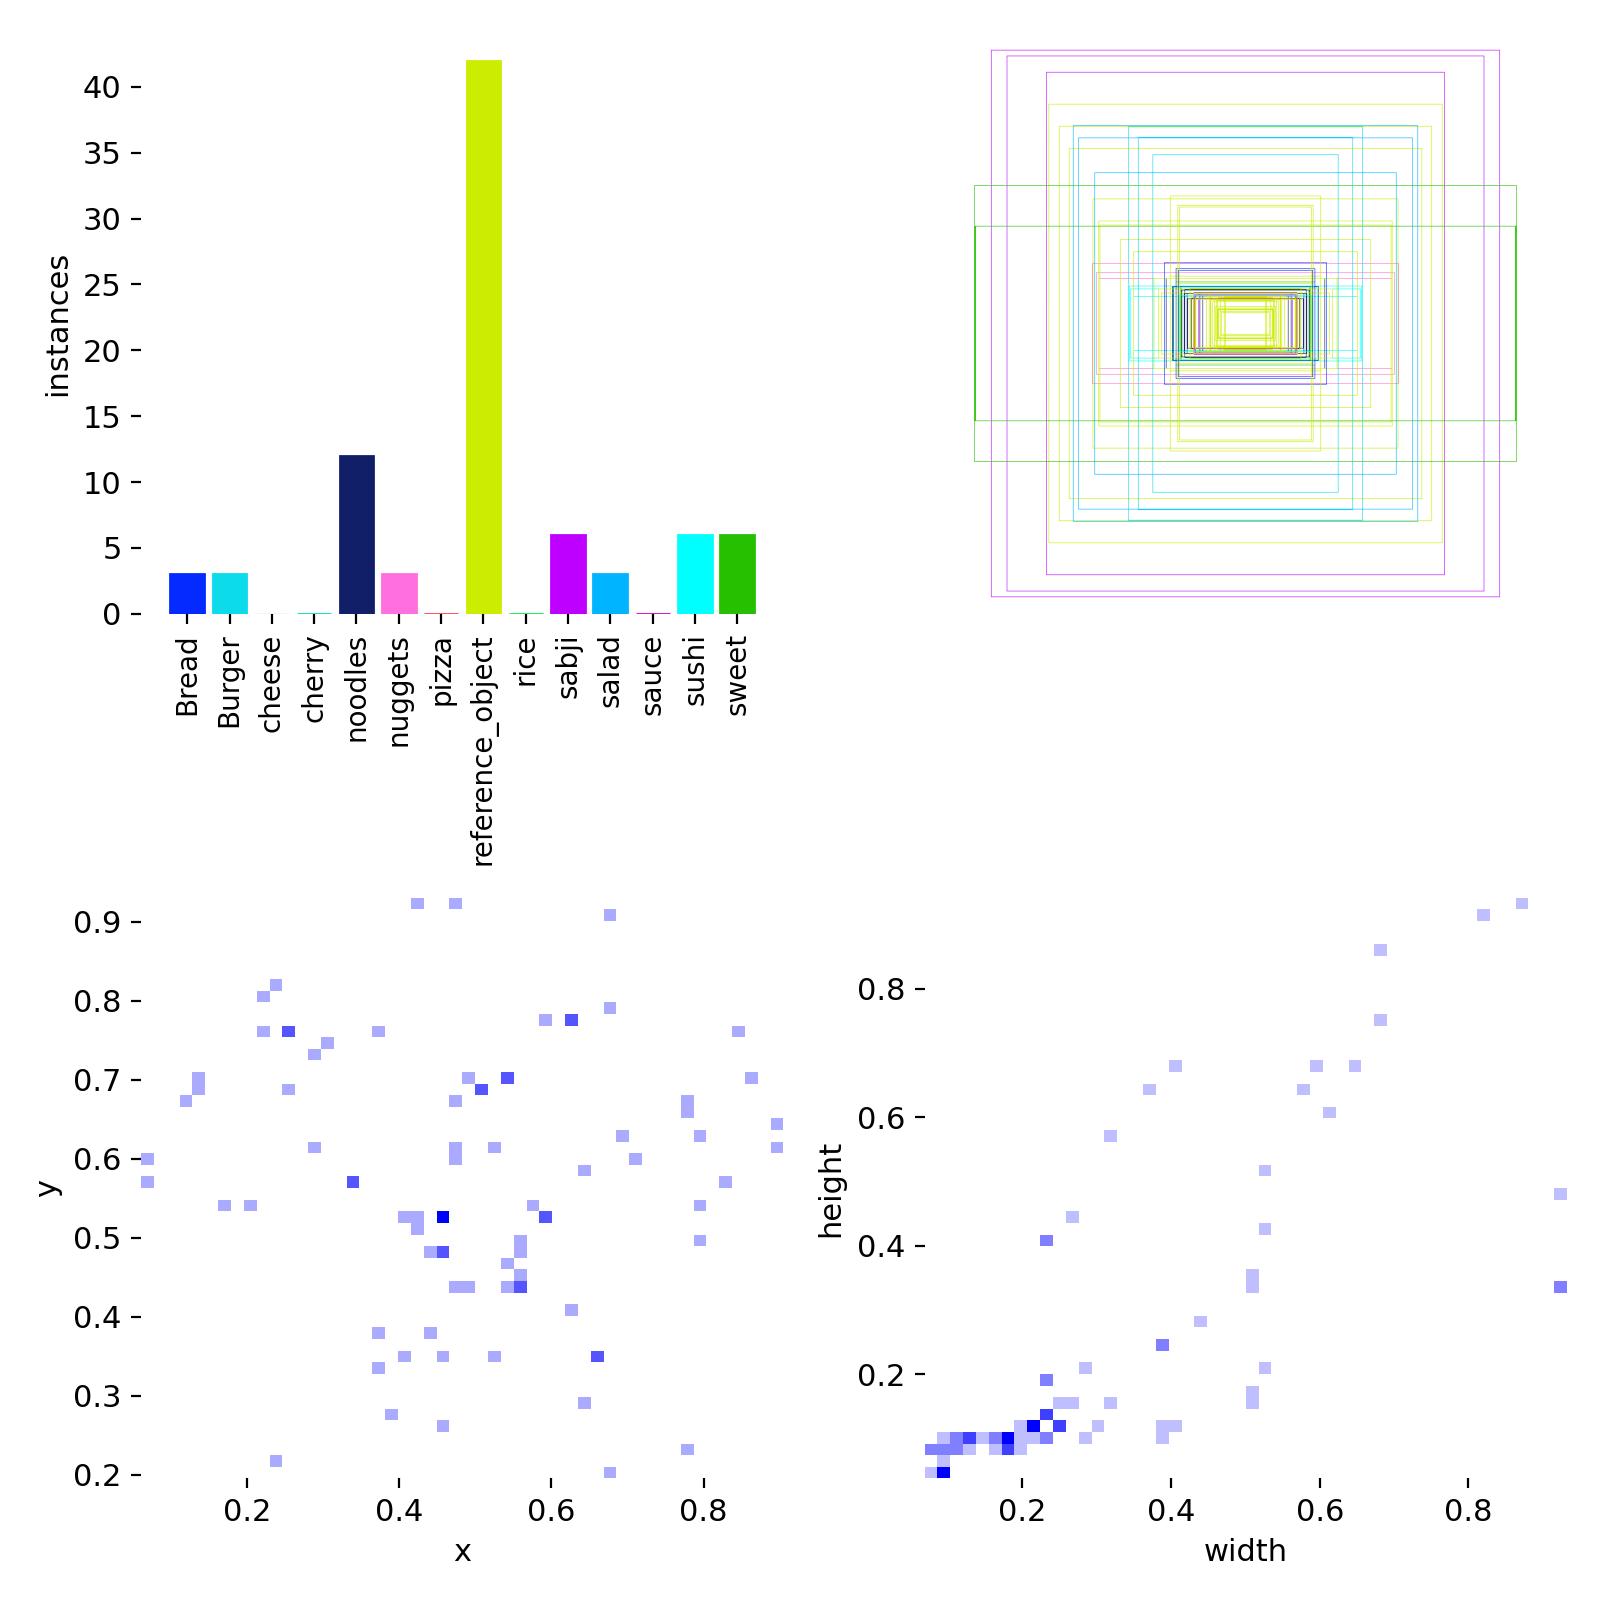 40
35
30
25
20
15
10
5
0
instances
Bread
Burger
cheese
cherry
noodles
nuggets
pizza
reference_object
rice
sabji
salad
sauce
sushi
sweet
0.9
0.8
0.7
0.6
0.5
0.4
0.3
0.2
y
0.2 0.4 0.6 0.8
x
0.8
0.6
0.4
0.2
height
0.2 0.4 0.6 0.8
width